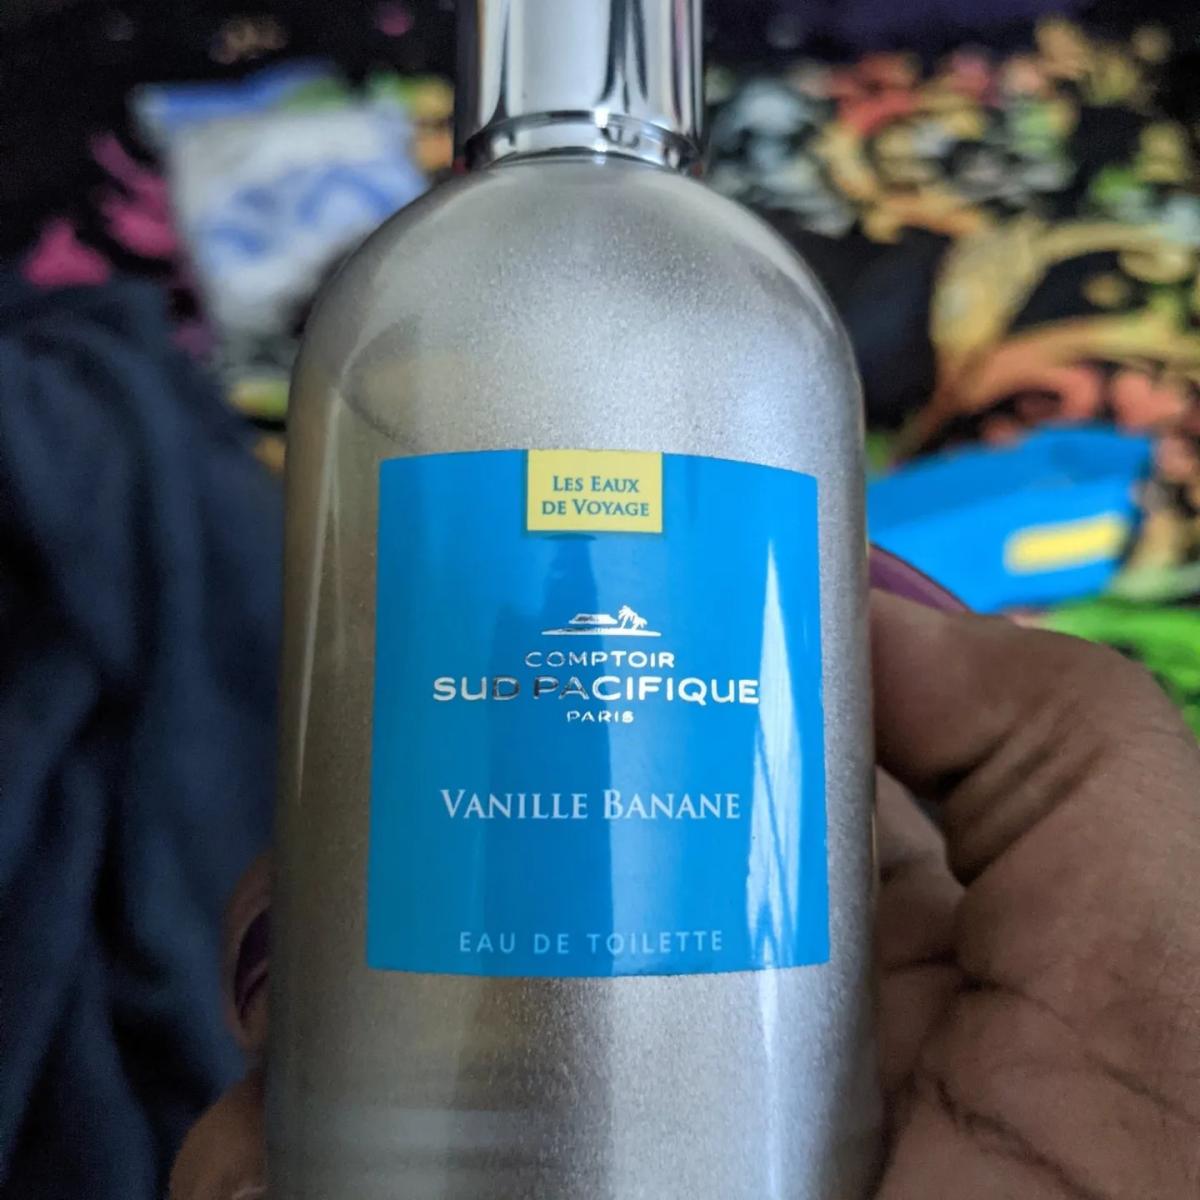 LES EAUX
DE VOYAGE
COMPTOIR
SUD PACIFIQUE
PARIS
VANILLE BANANE
EAU DE TOILETTE